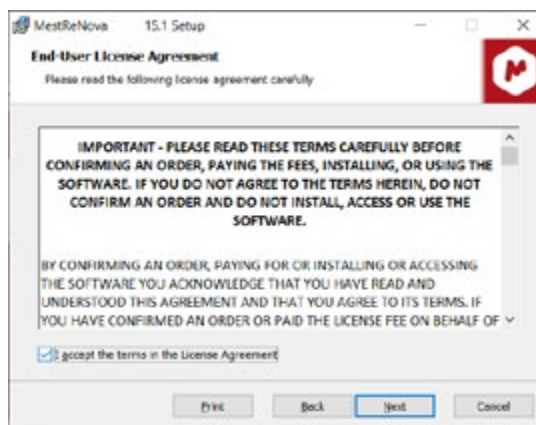 MestReNova 15.1 Setup
End-User License Agreement
Please read the following license agreement carefully
IMPORTANT - PLEASE READ THESE TERMS CAREFULLY BEFORE
CONFIRMING AN ORDER, PAYING THE FEES, INSTALLING, OR USING THE
SOFTWARE. IF YOU DO NOT AGREE TO THE TERMS HEREIN, DO NOT
CONFIRM AN ORDER AND DO NOT INSTALL, ACCESS OR USE THE
SOFTWARE.
BY CONFIRMING AN ORDER, PAYING FOR OR INSTALLING OR ACCESSING
THE SOFTWARE YOU ACKNOWLEDGE THAT YOU HAVE READ AND
UNDERSTOOD THIS AGREEMENT AND THAT YOU AGREE TO ITS TERMS. IF
YOU HAVE CONFIRMED AN ORDER OR PAID THE LICENSE FEE ON BEHALF OF
I accept the terms in the License Agreement
Print Back Next Cancel